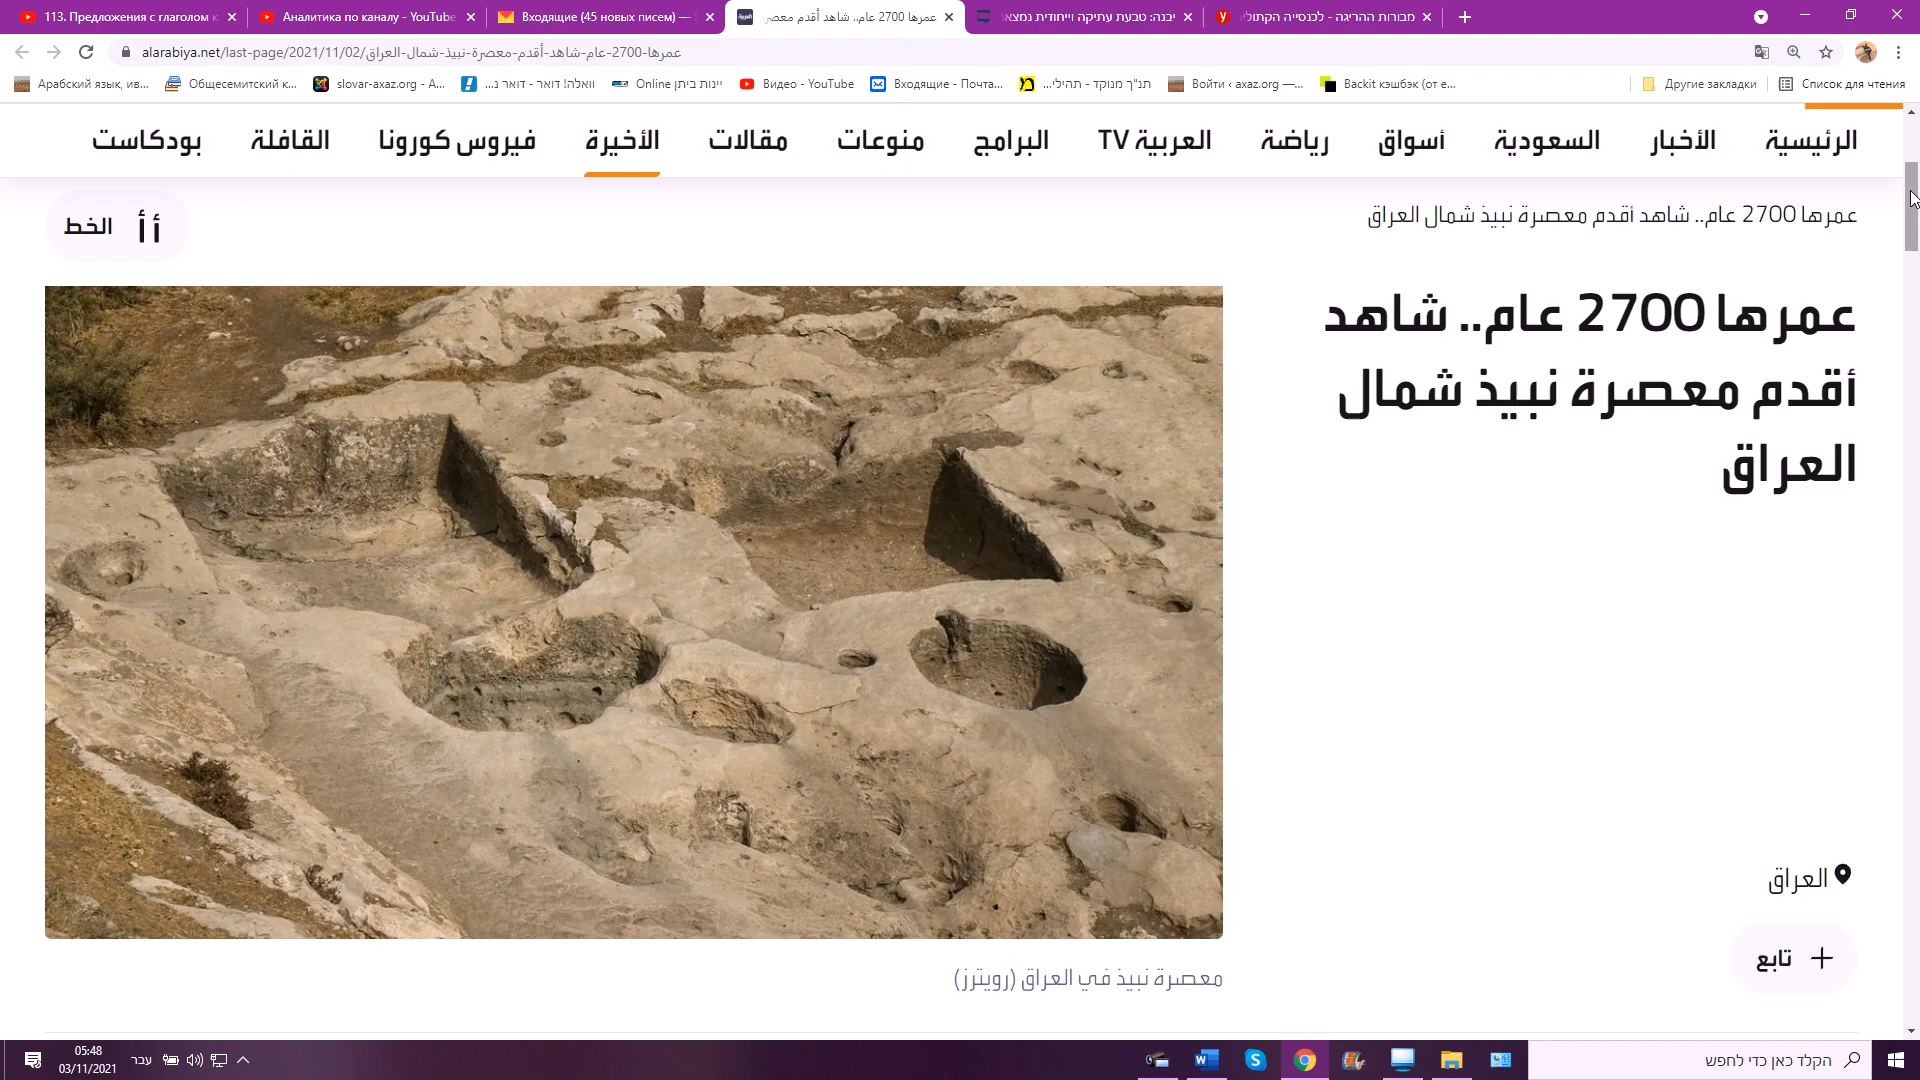 113. Предложения с глаголом к
Аналитика по каналу - YouTube
Входящие (45 новых писем) —
عمرها 2700 عام.. شاهد أقدم معصر
יבנה: טבעת עתיקה וייחודית נמצא
מבורות ההריגה - לכנסייה הקתולי
alarabiya.net/last-page/2021/11/02/عمرها-2700-عام-شاهد-أقدم-معصرة-نبيذ-شمال-العراق
Арабский язык, ив...
Общесемитский к...
slovar-axaz.org - A...
וואלה! דואר - דואר נ...
יינות ביתן Online
Видео - YouTube
Входящие - Почта...
תנ"ך מנוקד - תהילי...
Войти ‹ axaz.org —...
Backit кэшбэк (от e...
Другие закладки
Список для чтения
الرئيسية الأخبار السعودية أسواق رياضة العربية TV البرامج منوعات مقالات الأخيرة فيروس كورونا القافلة بودكاست
عمرها 2700 عام.. شاهد أقدم معصرة نبيذ شمال العراق
أ أ الخط
عمرها 2700 عام.. شاهد
أقدم معصرة نبيذ شمال
العراق
العراق
تابع
معصرة نبيذ في العراق (رويترز)
הקלד כאן כדי לחפש
עבר
05:48
03/11/2021